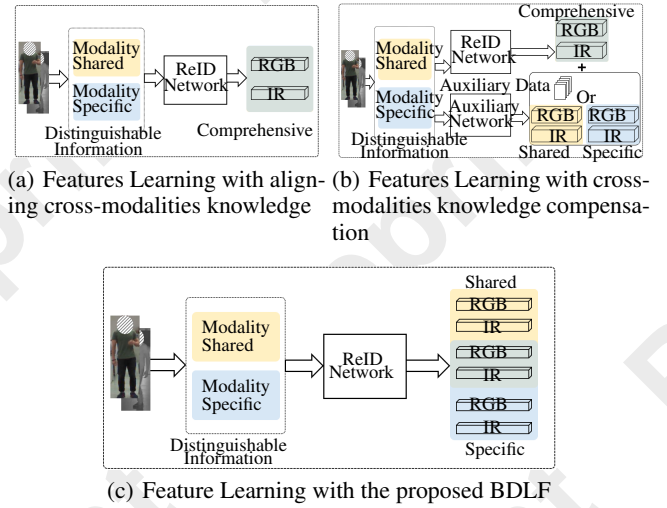 Modality
Shared
Modality
Specific
Distinguishable
Information
ReID
Network
RGB
IR
Comprehensive
(a) Features Learning with align-
ing cross-modalities knowledge
Comprehensive
RGB
IR
+
Modality
Shared
Modality
Specific
Distinguishable
Information
ReID
Network
Auxiliary Data
Auxiliary
Network
Or
RGB
IR
Shared
RGB
IR
Specific
(b) Features Learning with cross-
modalities knowledge compensa-
tion
Modality
Shared
Modality
Specific
Distinguishable
Information
ReID
Network
Shared
RGB
IR
RGB
IR
RGB
IR
Specific
(c) Feature Learning with the proposed BDLF